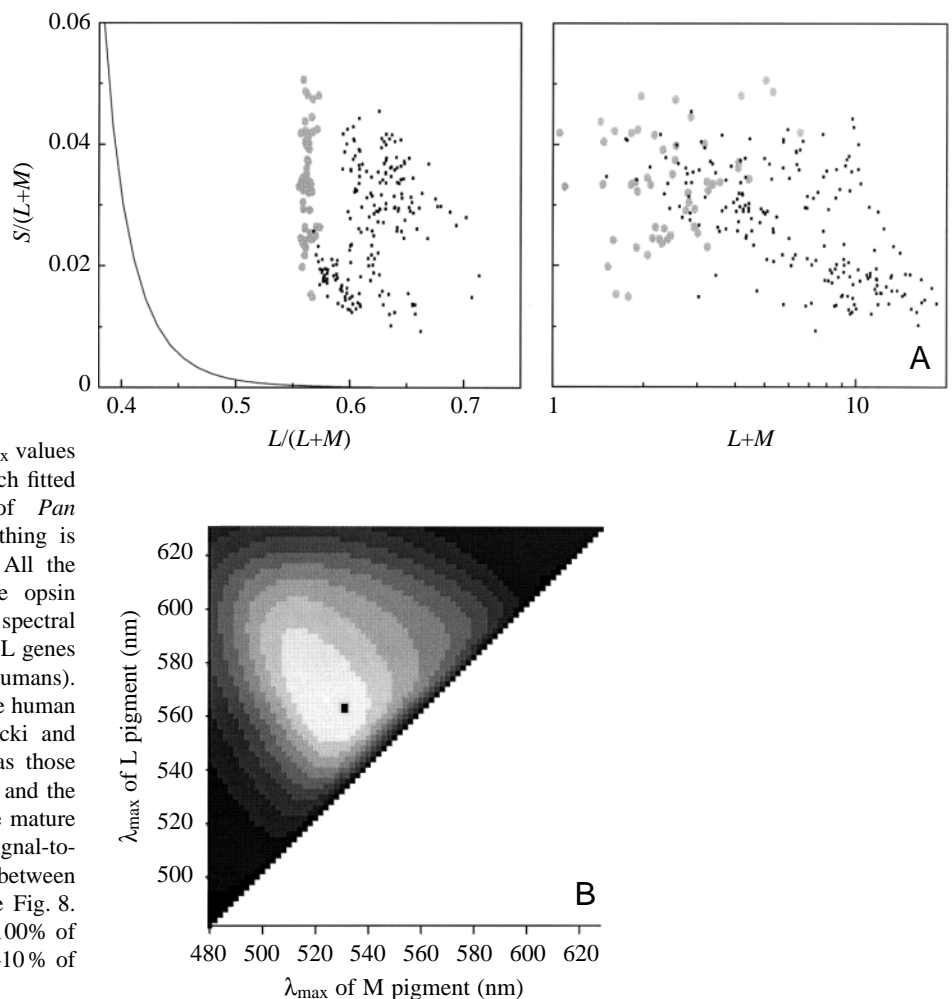 0.06
0.04
0.02
0
S/(L+M)
0.4 0.5 0.6 0.7
L/(L+M)
A
1 10
L+M
x values
ch fitted
of Pan
thing is
All the
e opsin
spectral
L genes
umans).
e human
cki and
as those
and the
e mature
gnal-to-
between
e Fig. 8.
100% of
10 % of
620
600
580
560
540
520
500
λmax of L pigment (nm)
B
480 500 520 540 560 580 600 620
λmax of M pigment (nm)